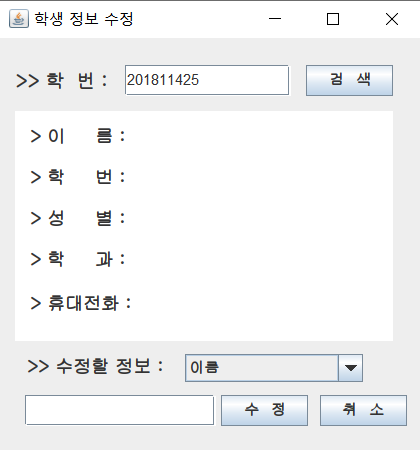 학생 정보 수정
>> 학 번 : 201811425 검 색
> 이 름 :
> 학 번 :
> 성 별 :
> 학 과 :
> 휴대전화 :
>> 수정할 정보 : 이름
수 정 취 소